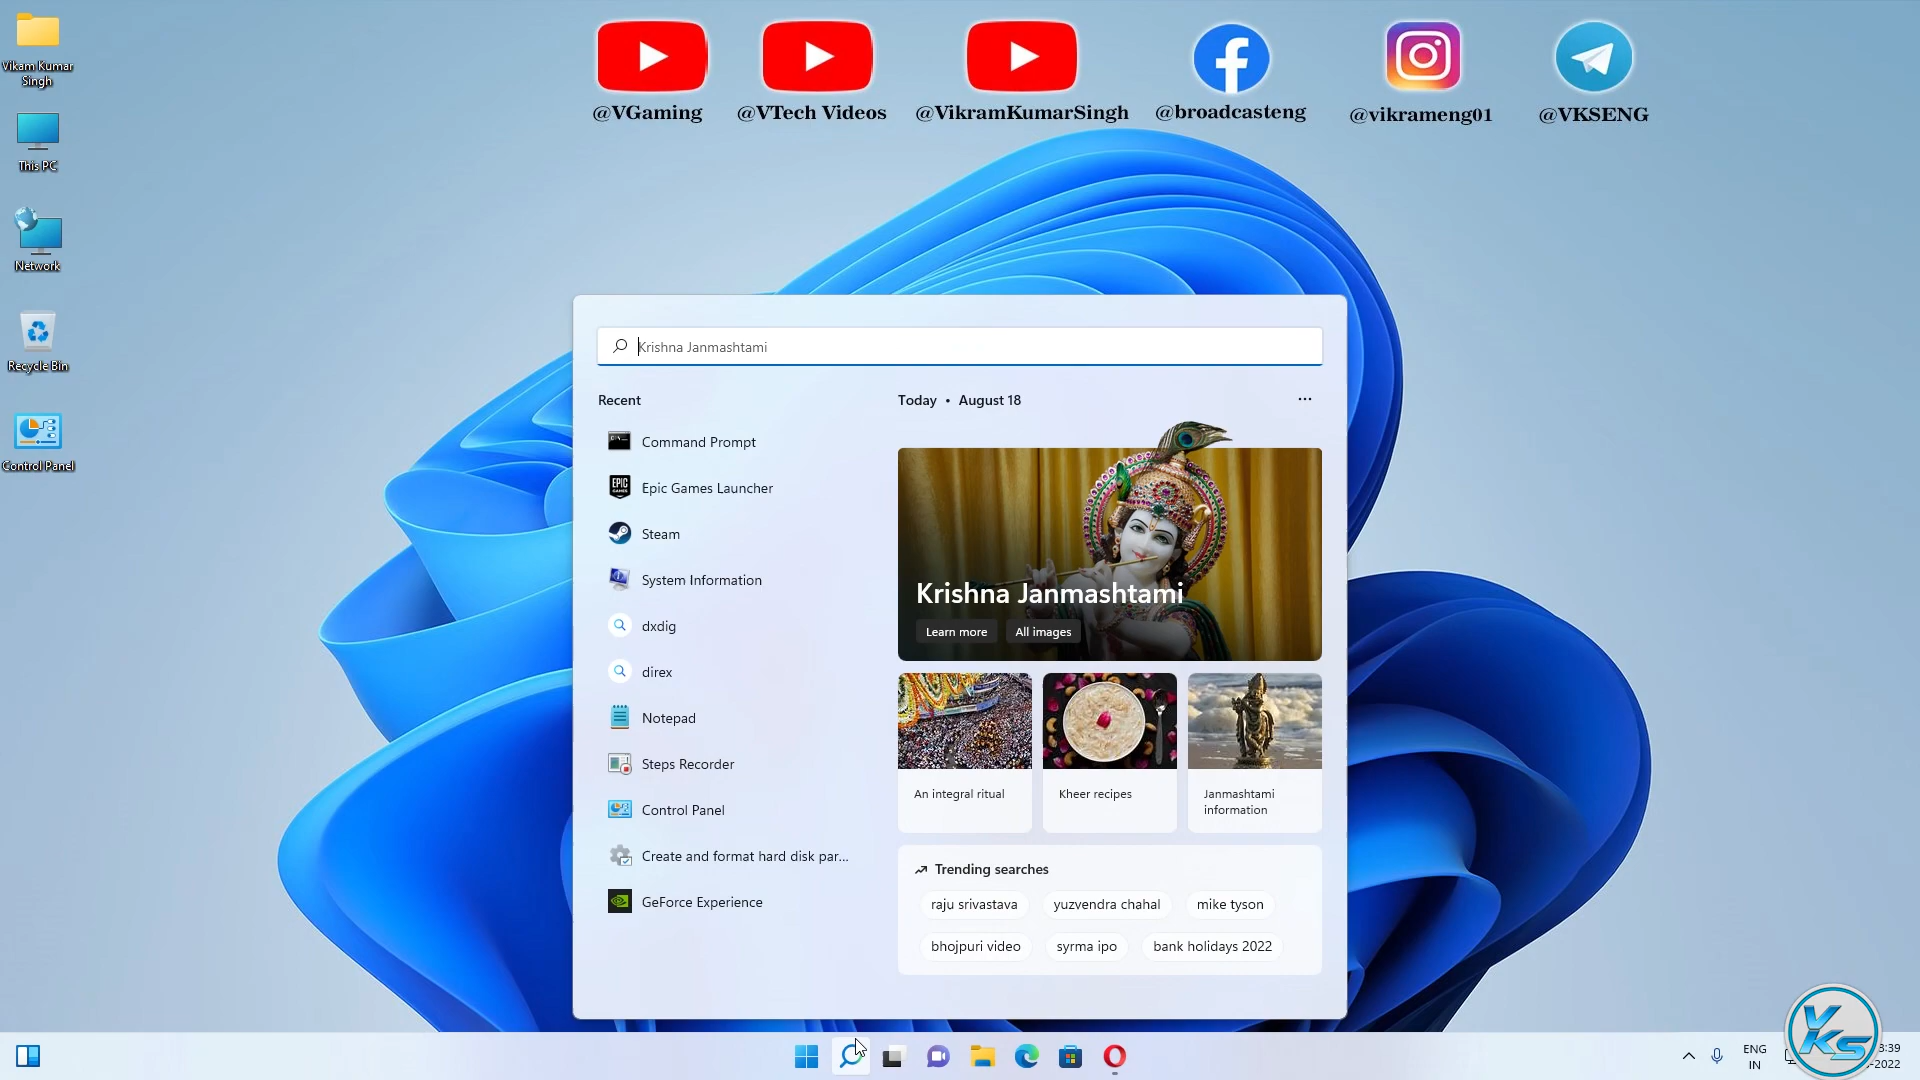 @VGaming
@VTech Videos
@VikramKumarSingh
@broadcasteng
@vikrameng01
@VKSENG
Vikam Kumar
Singh
This PC
Network
Recycle Bin
Control Panel
Krishna Janmashtami
Recent
Command Prompt
EPIC
GAMES
Epic Games Launcher
Steam
System Information
dxdig
direx
Notepad
Steps Recorder
Control Panel
Create and format hard disk par...
GeForce Experience
Today • August 18
Krishna Janmashtami
Learn more
All images
An integral ritual
Kheer recipes
Janmashtami
information
Trending searches
raju srivastava
yuzvendra chahal
mike tyson
bhojpuri video
syrma ipo
bank holidays 2022
ENG
IN
VKS
:39
-2022